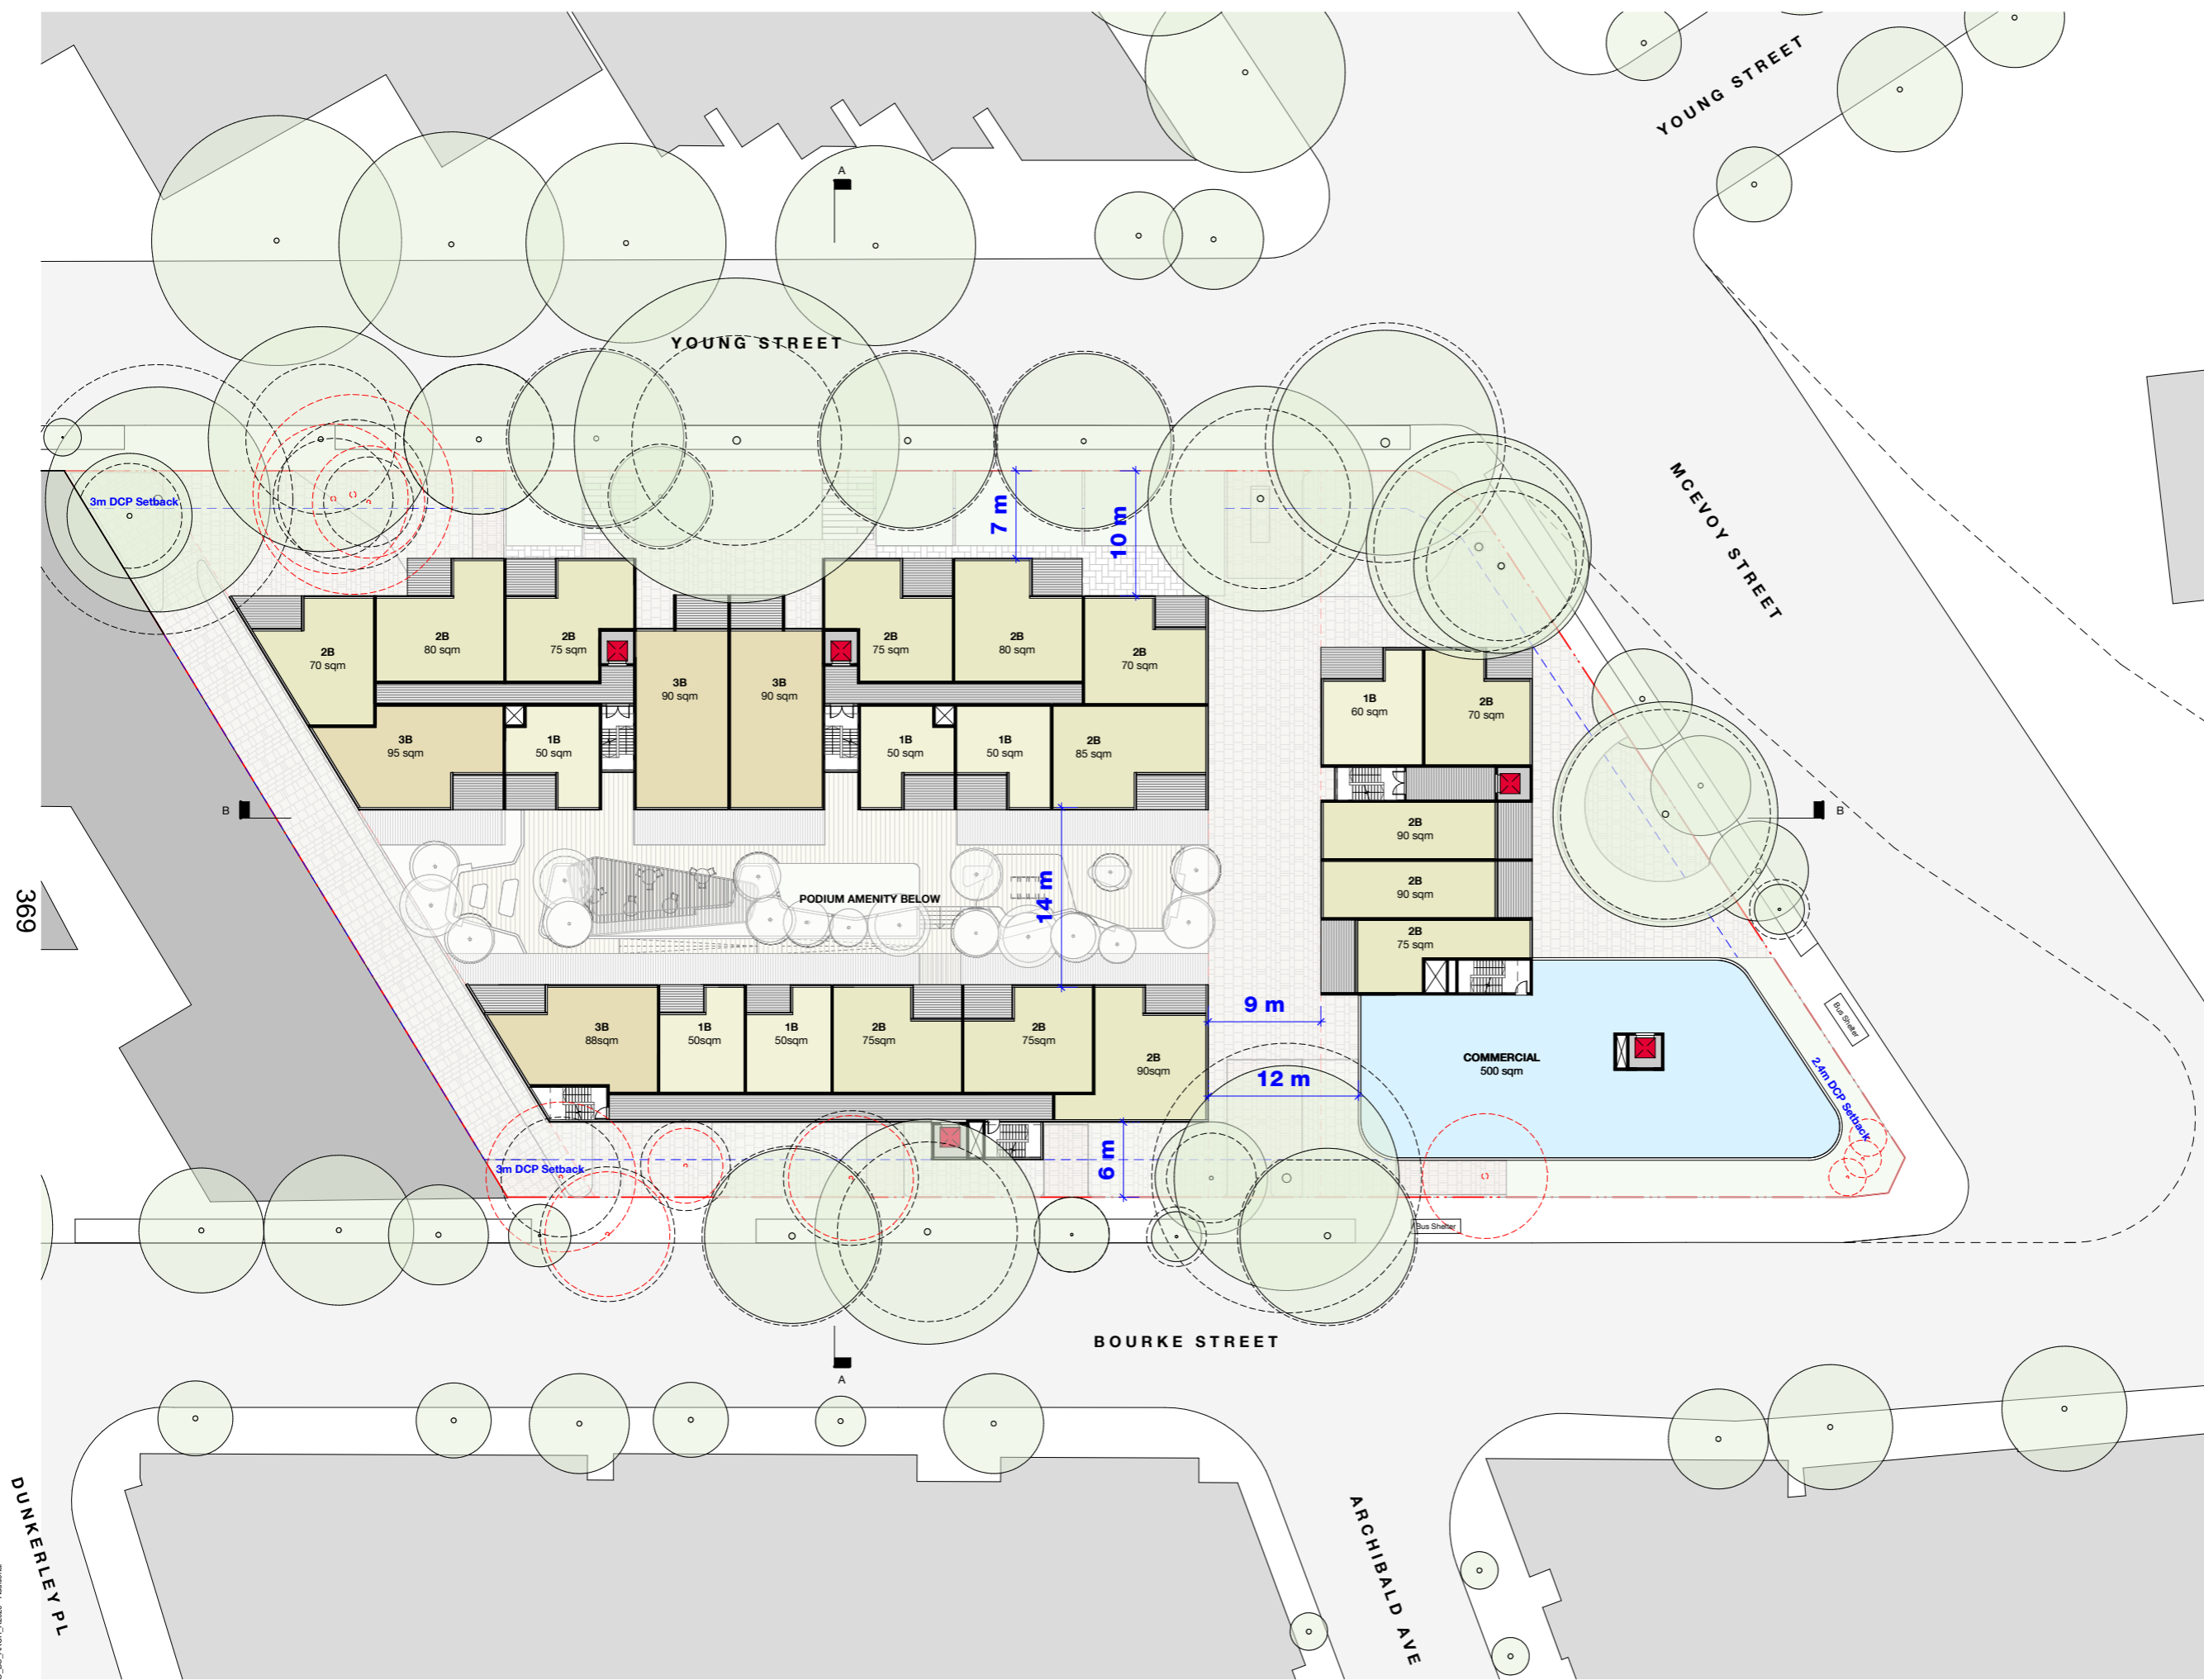 YOUNG STREET
A
YOUNG STREET
MCEVOY STREET
3m DCP Setback
7 m
10 m
2B
70 sqm
2B
80 sqm
2B
75 sqm
3B
90 sqm
3B
90 sqm
2B
75 sqm
2B
80 sqm
2B
70 sqm
1B
60 sqm
2B
70 sqm
3B
95 sqm
1B
50 sqm
1B
50 sqm
1B
50 sqm
2B
85 sqm
B
B
2B
90 sqm
2B
90 sqm
2B
75 sqm
369
PODIUM AMENITY BELOW
14 m
9 m
12 m
3B
88sqm
1B
50sqm
1B
50sqm
2B
75sqm
2B
75sqm
2B
90sqm
COMMERCIAL
500 sqm
Bus Shelter
2.4m DCP Setback
3m DCP Setback
6 m
Bus Shelter
BOURKE STREET
A
DUNKERLEY PL
ARCHIBALD AVE